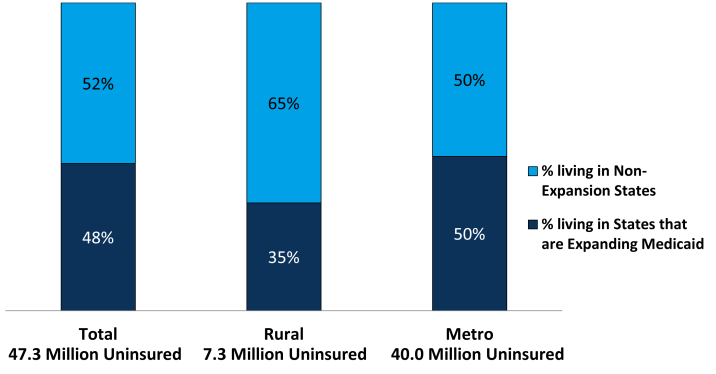 52%
65%
50%
48%
35%
50%
% living in Non-
Expansion States
% living in States that
are Expanding Medicaid
Total
47.3 Million Uninsured
Rural
7.3 Million Uninsured
Metro
40.0 Million Uninsured